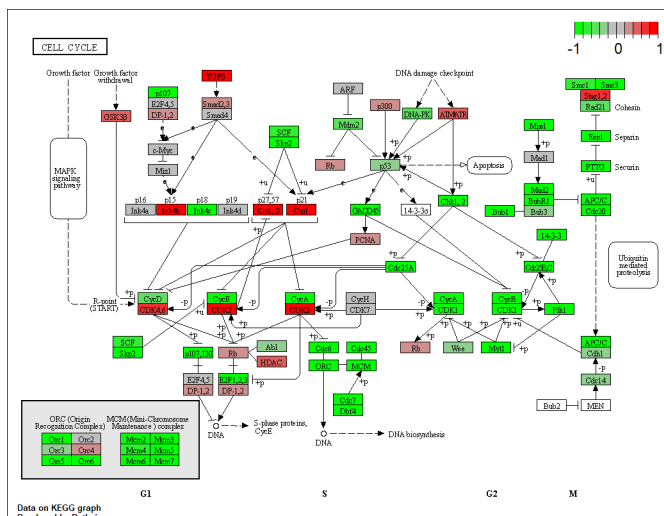 CELL CYCLE
-1 0 1
Growth factor
Growth factor
withdrawal
TGFβ
DNA damage checkpoint
Smc1 Smc3
Stag1,2
Rad21
Cohesin
p107
E2F4,5
DP-1,2
Smad2,3
Smad4
ARF
p300
DNA-PK
ATMATR
GSK3β
Mdm2
SCF
Skp2
Mps1
Mad1
Esp1
Separin
c-Myc
Miz1
Rb
p53
Apoptosis
PTTG
Securin
MAPK
signaling
pathway
p16 p15 p18 p19 p27,57 p21
Ink4a Ink4b Ink4c Ink4d Kip1,2 Cip1
GADD45
14-3-3σ
Chk1,2
Mad2
BubR1
Bub1
Bub3
APC/C
Cdc20
PCNA
14-3-3
Cdc25A
Cdc25B,C
Ubiquitin
mediated
proteolysis
R-point
(START)
CycD
CDK4,6
CycE
CDK2
CycA
CDK2
CycH
CDK7
CycA
CDK1
CycB
CDK1
Plk1
SCF
Skp2
p107,130
Rb
Abl
HDAC
Cdc6
Cdc45
ORC
MCM
Rb
Wee
Myt1
APC/C
Cdh1
E2F4,5
DP-1,2
E2F1,2,3
DP-1,2
Cdc7
Dbf4
Cdc14
Bub2
MEN
DNA
S-phase proteins,
CycE
DNA
DNA biosynthesis
ORC (Origin
Recognition Complex)
MCM (Mini-Chromosome
Maintenance) complex
Orc1 Orc2 Mcm2 Mcm3
Orc3 Orc4 Mcm4 Mcm5
Orc5 Orc6 Mcm6 Mcm7
G1 S G2 M
Data on KEGG graph